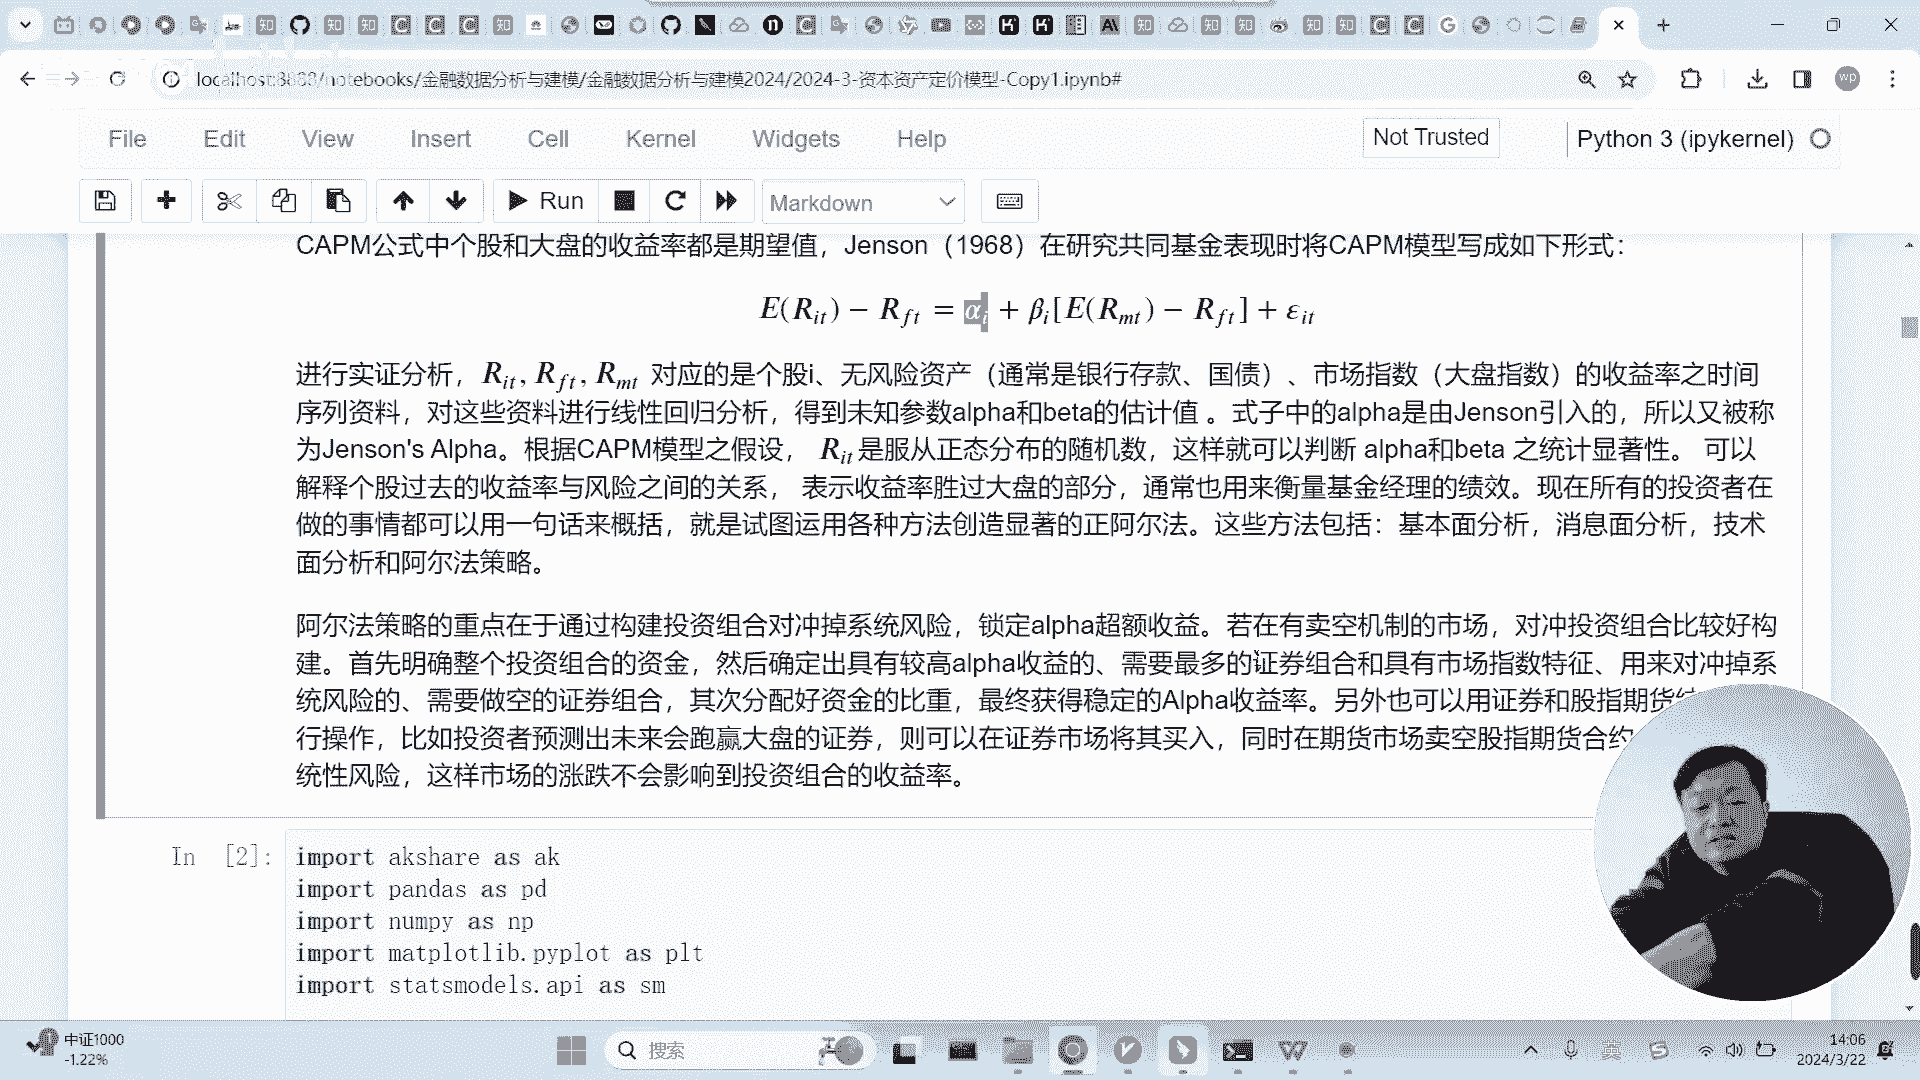 localhost:8888/notebooks/金融数据分析与建模/金融数据分析与建模2024/2024-3-资本资产定价模型-Copy1.ipynb#
wp
File Edit View Insert Cell Kernel Widgets Help
Not Trusted
Python 3 (ipykernel)
Run
Markdown
CAPM公式中个股和大盘的收益率都是期望值，Jenson（1968）在研究共同基金表现时将CAPM模型写成如下形式：
E(R_{it}) − R_{ft} = α_i + β_i[E(R_{mt}) − R_{ft}] + ε_{it}
进行实证分析， R_{it}, R_{ft}, R_{mt} 对应的是个股i、无风险资产（通常是银行存款、国债）、市场指数（大盘指数）的收益率之时间
序列资料，对这些资料进行线性回归分析，得到未知参数alpha和beta的估计值 。式子中的alpha是由Jenson引入的，所以又被称
为Jenson's Alpha。根据CAPM模型之假设， R_{it} 是服从正态分布的随机数，这样就可以判断 alpha和beta 之统计显著性。 可以
解释个股过去的收益率与风险之间的关系， 表示收益率胜过大盘的部分，通常也用来衡量基金经理的绩效。现在所有的投资者在
做的事情都可以用一句话来概括，就是试图运用各种方法创造显著的正阿尔法。这些方法包括：基本面分析，消息面分析，技术
面分析和阿尔法策略。
阿尔法策略的重点在于通过构建投资组合对冲掉系统风险，锁定alpha超额收益。若在有卖空机制的市场，对冲投资组合比较好构
建。首先明确整个投资组合的资金，然后确定出具有较高alpha收益的、需要最多的证券组合和具有市场指数特征、用来对冲掉系
统风险的、需要做空的证券组合，其次分配好资金的比重，最终获得稳定的Alpha收益率。另外也可以用证券和股指期货
行操作，比如投资者预测出未来会跑赢大盘的证券，则可以在证券市场将其买入，同时在期货市场卖空股指期货合约
统性风险，这样市场的涨跌不会影响到投资组合的收益率。
In [2]:
import akshare as ak
import pandas as pd
import numpy as np
import matplotlib.pyplot as plt
import statsmodels.api as sm
中证1000
-1.22%
搜索
英
14:06
2024/3/22